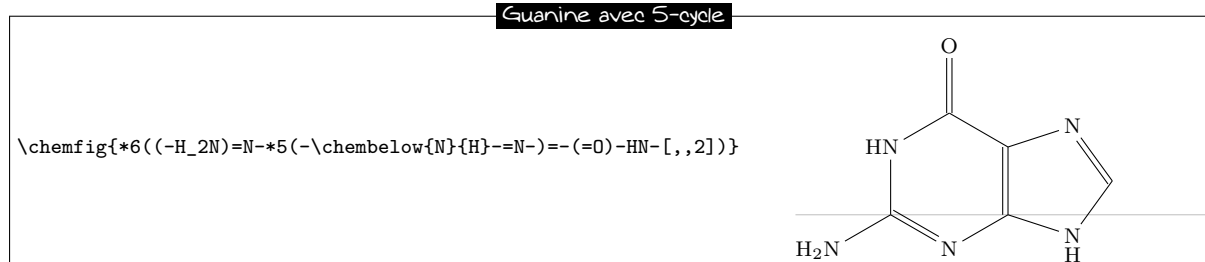 Guanine avec 5-cycle
O
\chemfig{*6((-H_2N)=N-*5(-\chembelow{N}{H}-=N-)=-(=O)-HN-[,,2])}
N
HN
H₂N
N
N
H